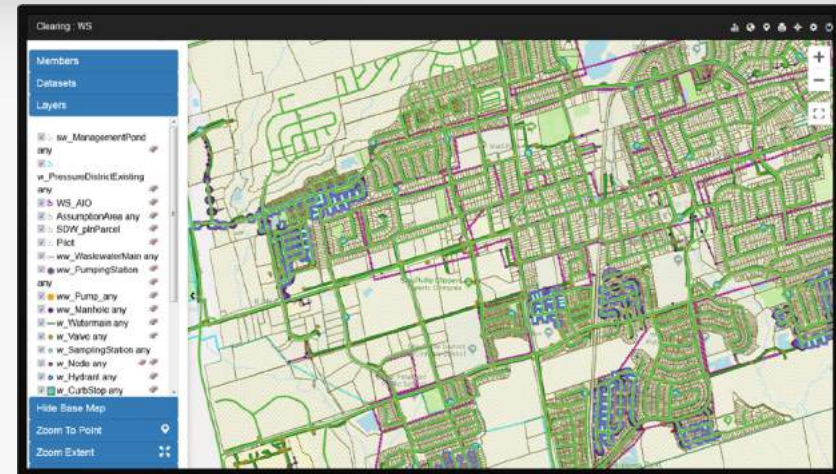 Clearing : WS
Members
Datasets
Layers
sw_ManagementPond
any
w_PressureDistrictExisting
any
WS_AIO
AssumptionArea any
SDW_plnParcel
Pilot
ww_WastewaterMain any
ww_PumpingStation
any
ww_Pump_any
ww_Manhole any
w_Watermain any
w_Valve any
w_SamplingStation any
w_Node any
w_Hydrant any
w_CurbStop any
Hide Base Map
Zoom To Point
Zoom Extent
+
−